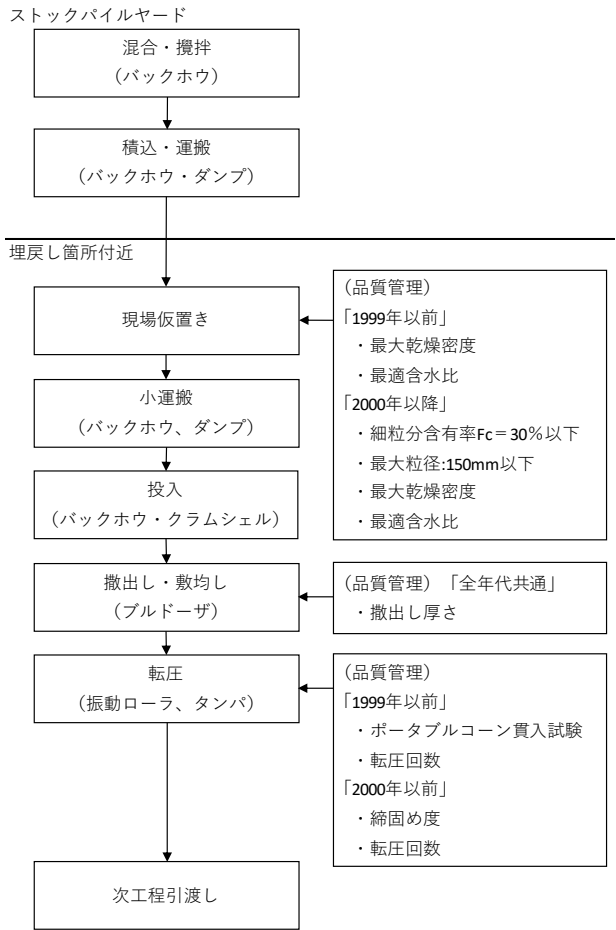 ストックパイルヤード
混合・攪拌
（バックホウ）
積込・運搬
（バックホウ・ダンプ）
埋戻し箇所付近
現場仮置き
（品質管理）
「1999年以前」
・最大乾燥密度
・最適含水比
「2000年以降」
・細粒分含有率Fc＝30％以下
・最大粒径:150mm以下
・最大乾燥密度
・最適含水比
小運搬
（バックホウ、ダンプ）
投入
（バックホウ・クラムシェル）
撒出し・敷均し
（ブルドーザ）
（品質管理）「全年代共通」
・撒出し厚さ
転圧
（振動ローラ、タンパ）
（品質管理）
「1999年以前」
・ポータブルコーン貫入試験
・転圧回数
「2000年以前」
・締固め度
・転圧回数
次工程引渡し